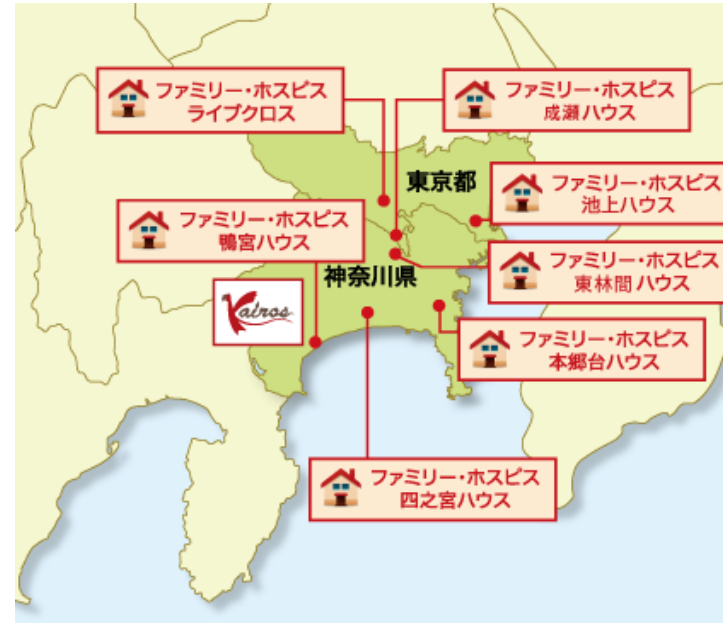 ファミリー・ホスピス
ライブクロス
ファミリー・ホスピス
成瀬ハウス
東京都
ファミリー・ホスピス
池上ハウス
ファミリー・ホスピス
鴨宮ハウス
ファミリー・ホスピス
東林間ハウス
神奈川県
Kairos
ファミリー・ホスピス
本郷台ハウス
ファミリー・ホスピス
四之宮ハウス